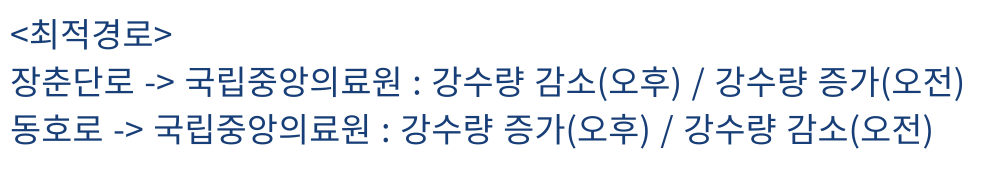 <최적경로>
장춘단로 -> 국립중앙의료원 : 강수량 감소(오후) / 강수량 증가(오전)
동호로 -> 국립중앙의료원 : 강수량 증가(오후) / 강수량 감소(오전)